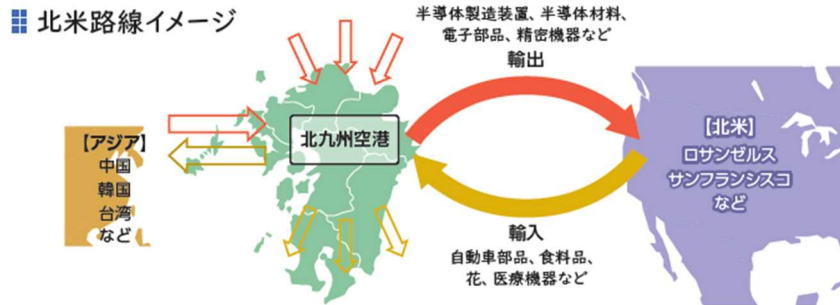 北米路線イメージ
半導体製造装置、半導体材料、
電子部品、精密機器など
輸出
【アジア】
中国
韓国
台湾
など
北九州空港
【北米】
ロサンゼルス
サンフランシスコ
など
輸入
自動車部品、食料品、
花、医療機器など